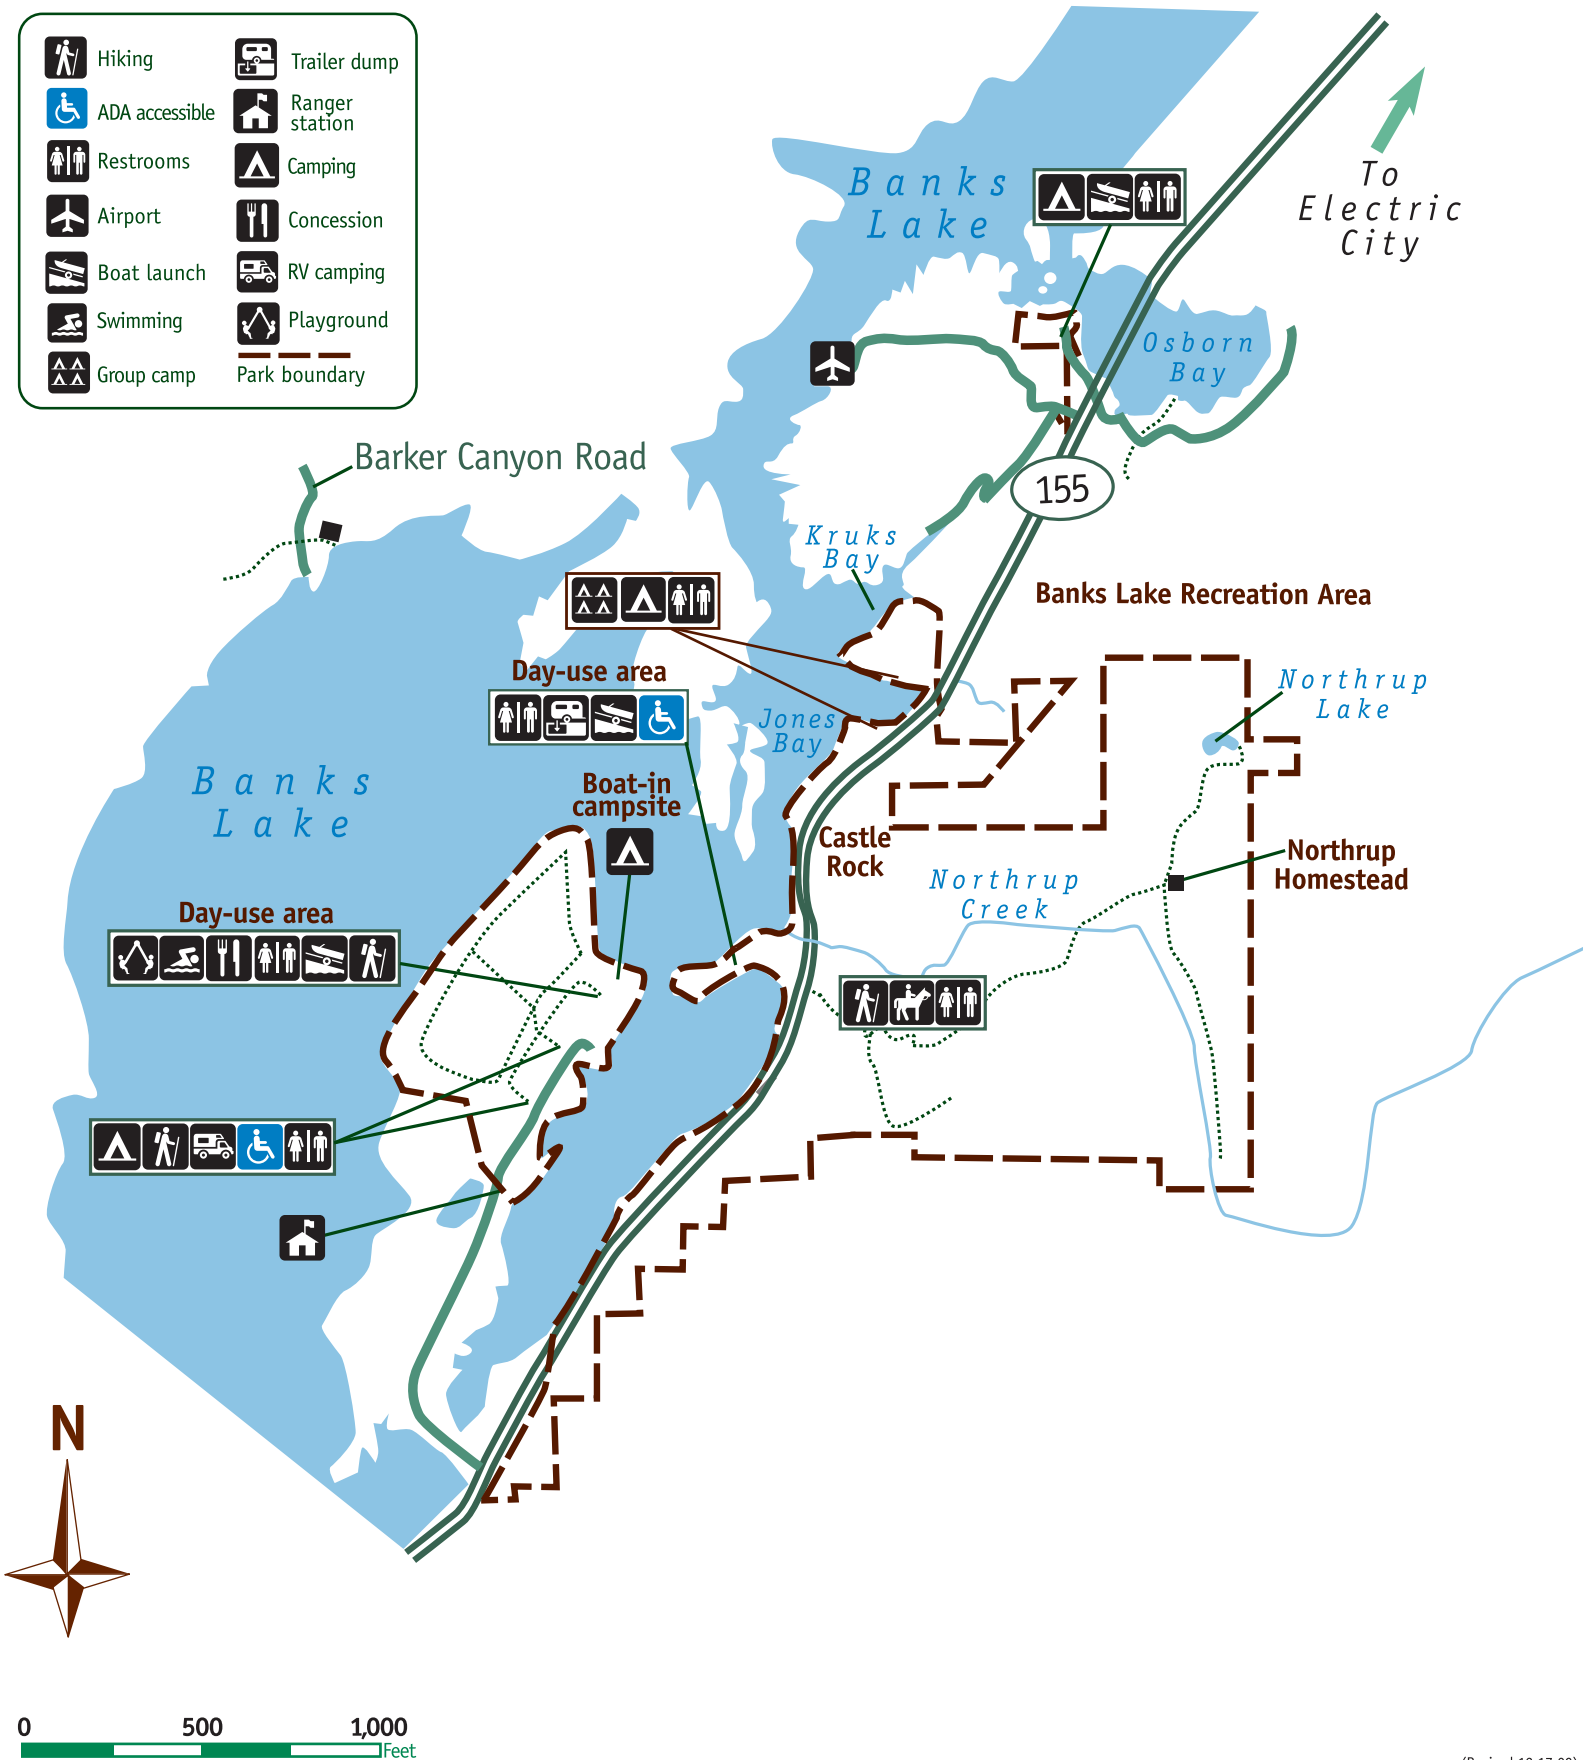 Hiking
ADA accessible
Restrooms
Airport
Boat launch
Swimming
Group camp
Trailer dump
Ranger
station
Camping
Concession
RV camping
Playground
Park boundary
Banks
Lake
To
Electric
City
Osborn
Bay
Barker Canyon Road
155
Kruks
Bay
Banks Lake Recreation Area
Day-use area
Northrup
Lake
Jones
Bay
Banks
Lake
Boat-in
campsite
Castle
Rock
Northrup
Homestead
Northrup
Creek
Day-use area
N
0 500 1,000
Feet